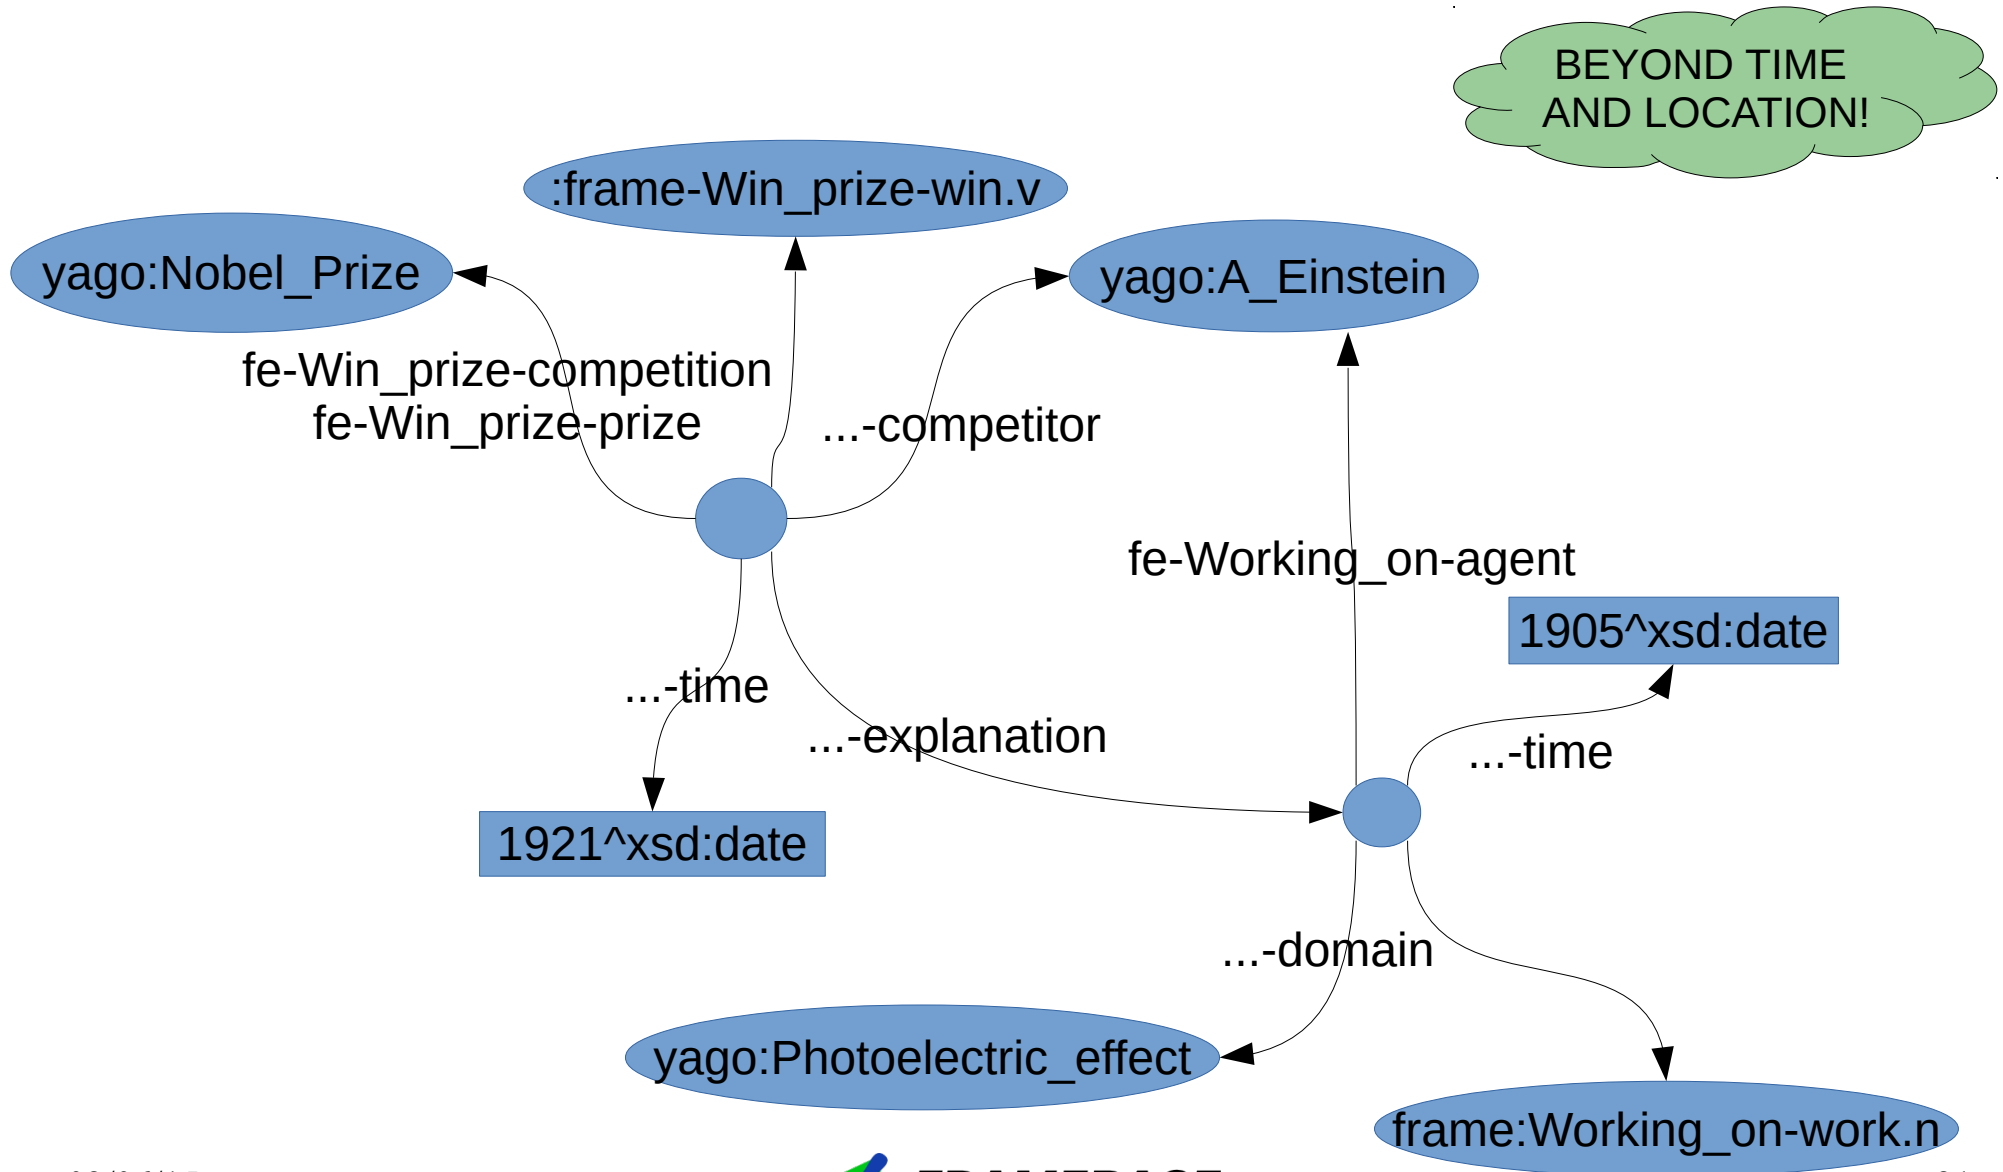 BEYOND TIME
AND LOCATION!
:frame-Win_prize-win.v
yago:Nobel_Prize
yago:A_Einstein
fe-Win_prize-competition
fe-Win_prize-prize
...-competitor
fe-Working_on-agent
1905^xsd:date
...-time
...-explanation
...-time
1921^xsd:date
...-domain
yago:Photoelectric_effect
frame:Working_on-work.n